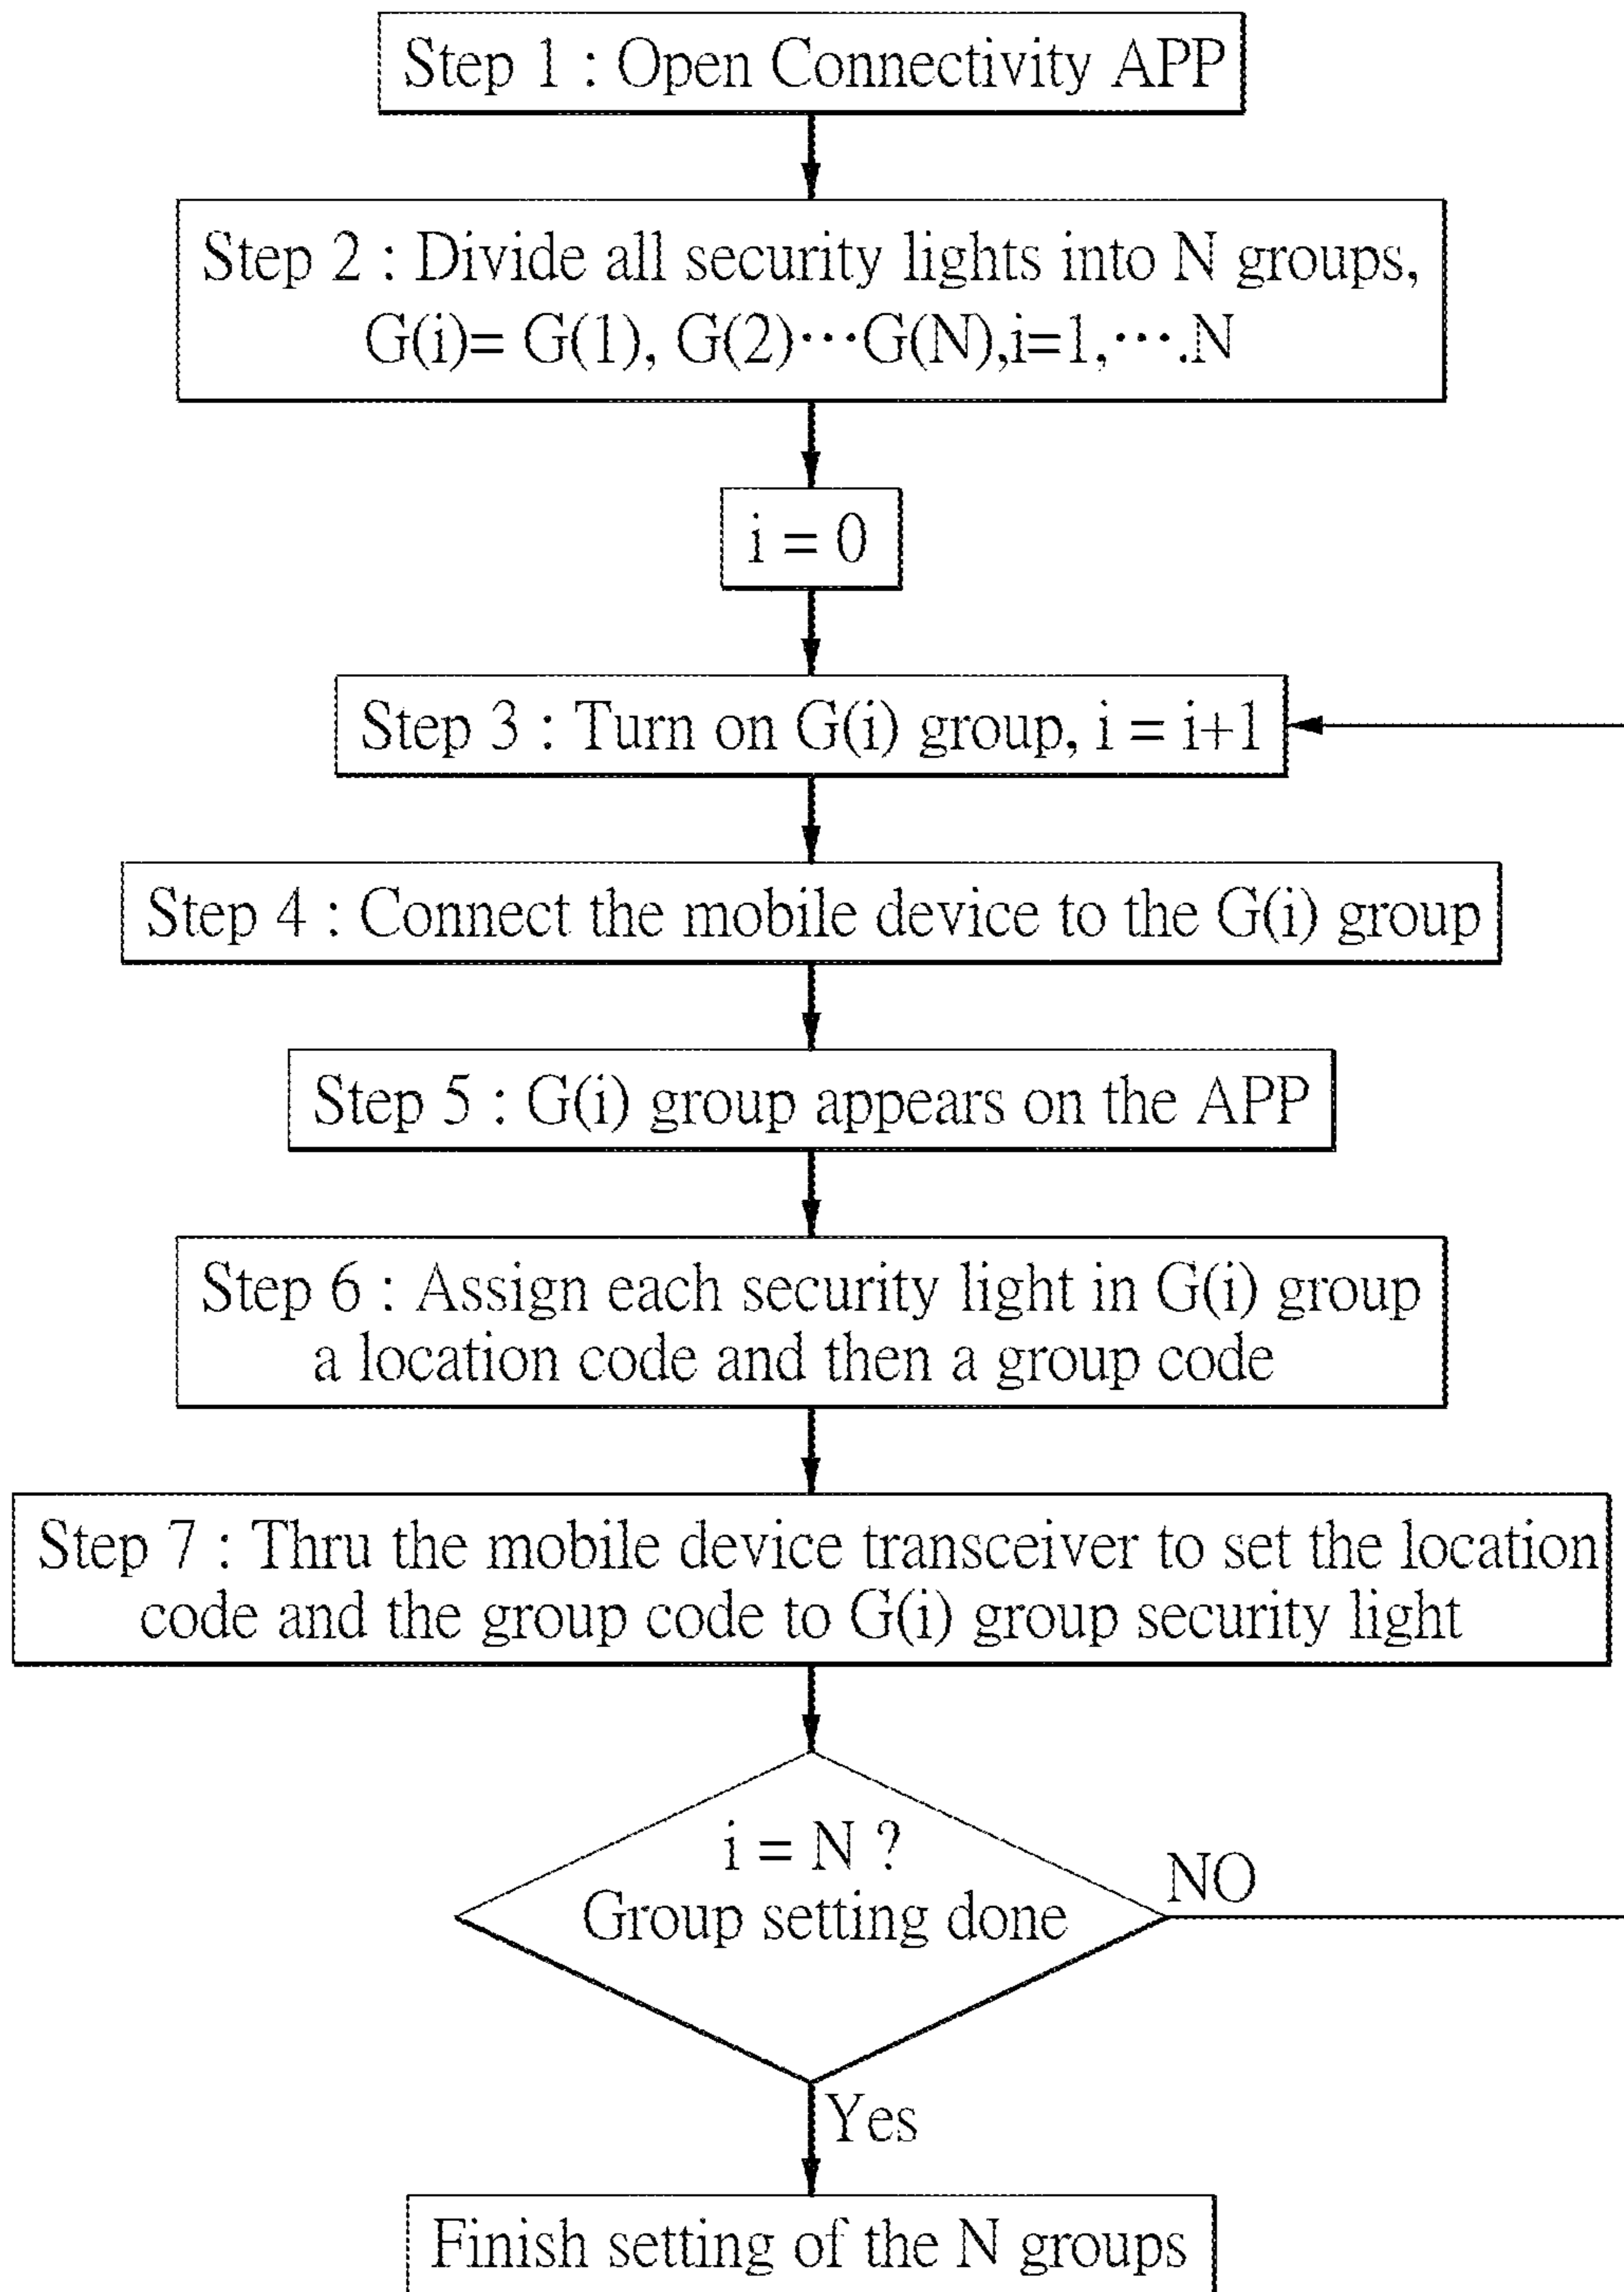 Step 1 : Open Connectivity APP
Step 2 : Divide all security lights into N groups,
G(i)= G(1), G(2)···G(N),i=1,···.N
i = 0
Step 3 : Turn on G(i) group, i = i+1
Step 4 : Connect the mobile device to the G(i) group
Step 5 : G(i) group appears on the APP
Step 6 : Assign each security light in G(i) group
a location code and then a group code
Step 7 : Thru the mobile device transceiver to set the location
code and the group code to G(i) group security light
i = N ?
Group setting done
NO
Yes
Finish setting of the N groups